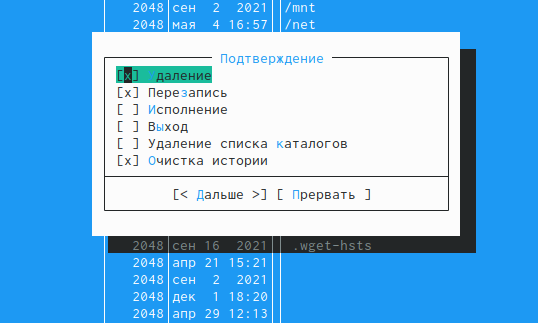 2048 сен 2 2021 /mnt
2048 мая 4 16:57 /net
Подтверждение
[x] Удаление
[x] Перезапись
[ ] Исполнение
[ ] Выход
[ ] Удаление списка каталогов
[x] Очистка истории
[< Дальше >] [ Прервать ]
2048 сен 16 2021 .wget-hsts
2048 апр 21 15:21
2048 сен 2 2021
2048 дек 1 18:20
2048 апр 29 12:13